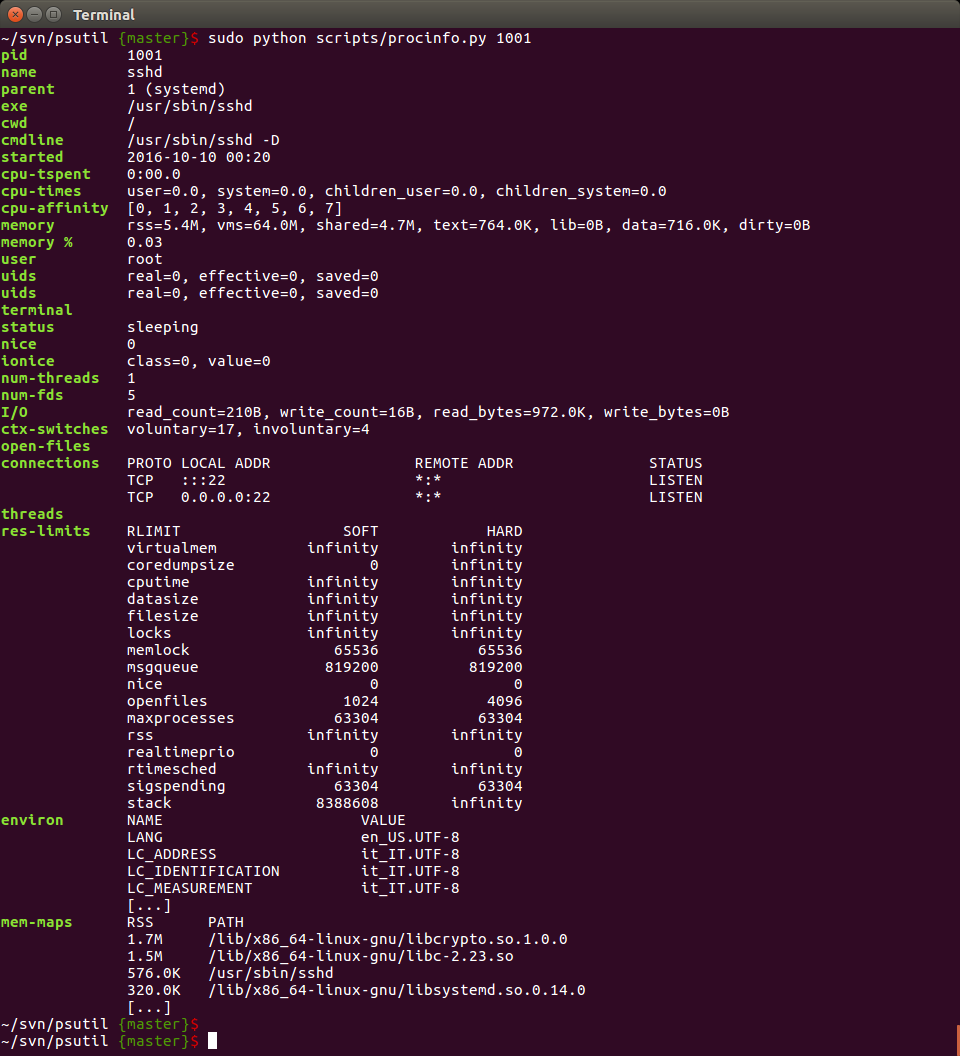 Terminal
~/svn/psutil {master}$ sudo python scripts/procinfo.py 1001
pid 1001
name sshd
parent 1 (systemd)
exe /usr/sbin/sshd
cwd /
cmdline /usr/sbin/sshd -D
started 2016-10-10 00:20
cpu-tspent 0:00.0
cpu-times user=0.0, system=0.0, children_user=0.0, children_system=0.0
cpu-affinity [0, 1, 2, 3, 4, 5, 6, 7]
memory rss=5.4M, vms=64.0M, shared=4.7M, text=764.0K, lib=0B, data=716.0K, dirty=0B
memory % 0.03
user root
uids real=0, effective=0, saved=0
uids real=0, effective=0, saved=0
terminal
status sleeping
nice 0
ionice class=0, value=0
num-threads 1
num-fds 5
I/O read_count=210B, write_count=16B, read_bytes=972.0K, write_bytes=0B
ctx-switches voluntary=17, involuntary=4
open-files
connections PROTO LOCAL ADDR REMOTE ADDR STATUS
TCP :::22 *:* LISTEN
TCP 0.0.0.0:22 *:* LISTEN
threads
res-limits RLIMIT SOFT HARD
virtualmem infinity infinity
coredumpsize 0 infinity
cputime infinity infinity
datasize infinity infinity
filesize infinity infinity
locks infinity infinity
memlock 65536 65536
msgqueue 819200 819200
nice 0 0
openfiles 1024 4096
maxprocesses 63304 63304
rss infinity infinity
realtimeprio 0 0
rtimesched infinity infinity
sigspending 63304 63304
stack 8388608 infinity
environ NAME VALUE
LANG en_US.UTF-8
LC_ADDRESS it_IT.UTF-8
LC_IDENTIFICATION it_IT.UTF-8
LC_MEASUREMENT it_IT.UTF-8
[...]
mem-maps RSS PATH
1.7M /lib/x86_64-linux-gnu/libcrypto.so.1.0.0
1.5M /lib/x86_64-linux-gnu/libc-2.23.so
576.0K /usr/sbin/sshd
320.0K /lib/x86_64-linux-gnu/libsystemd.so.0.14.0
[...]
~/svn/psutil {master}$
~/svn/psutil {master}$